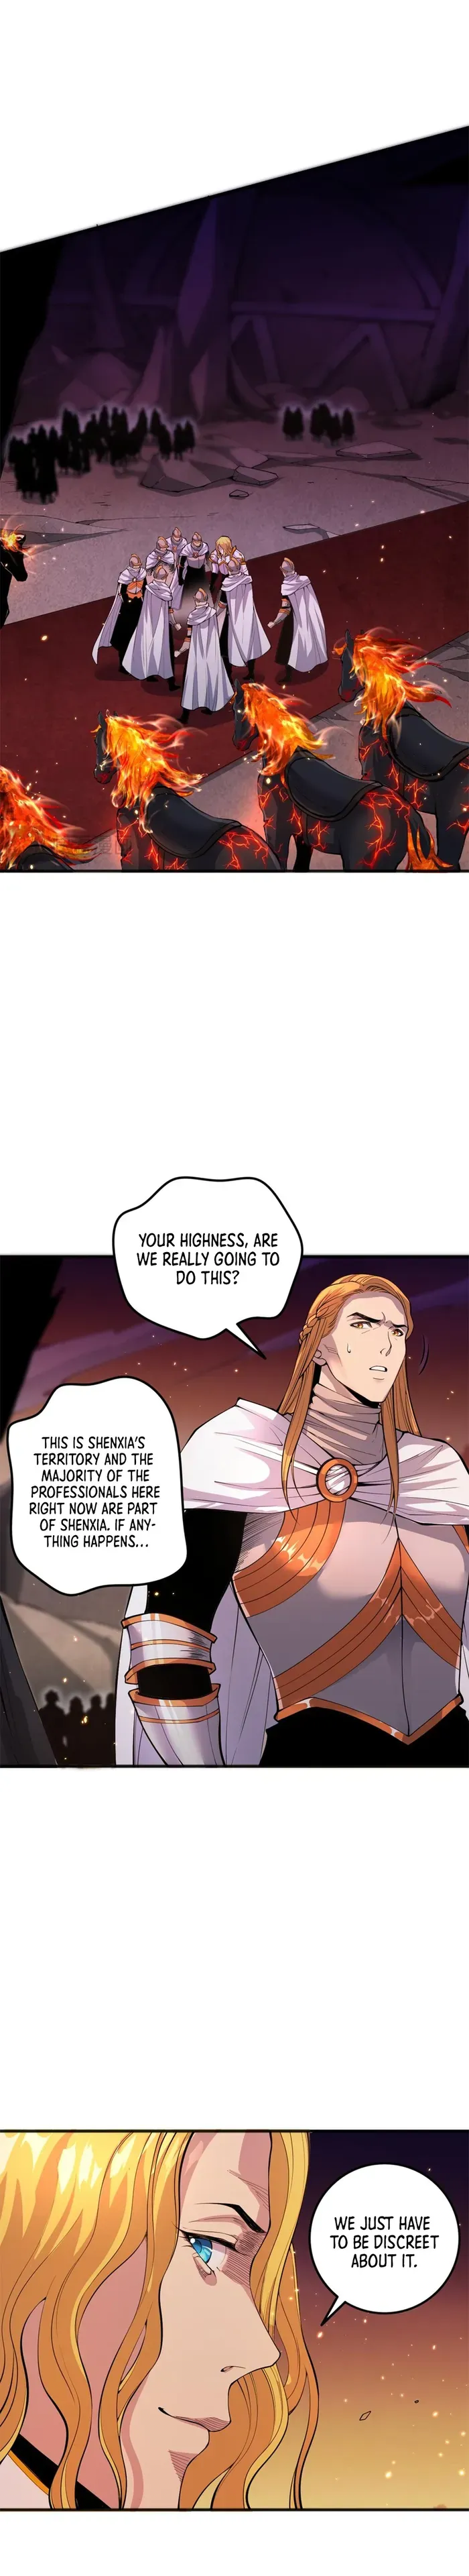 YOUR HIGHNESS, ARE
WE REALLY GOING TO
DO THIS?
THIS IS SHENXIA'S
TERRITORY AND THE
MAJORITY OF THE
PROFESSIONALS HERE
RIGHT NOW ARE PART
OF SHENXIA. IF ANY-
THING HAPPENS...
WE JUST HAVE
TO BE DISCREET
ABOUT IT.